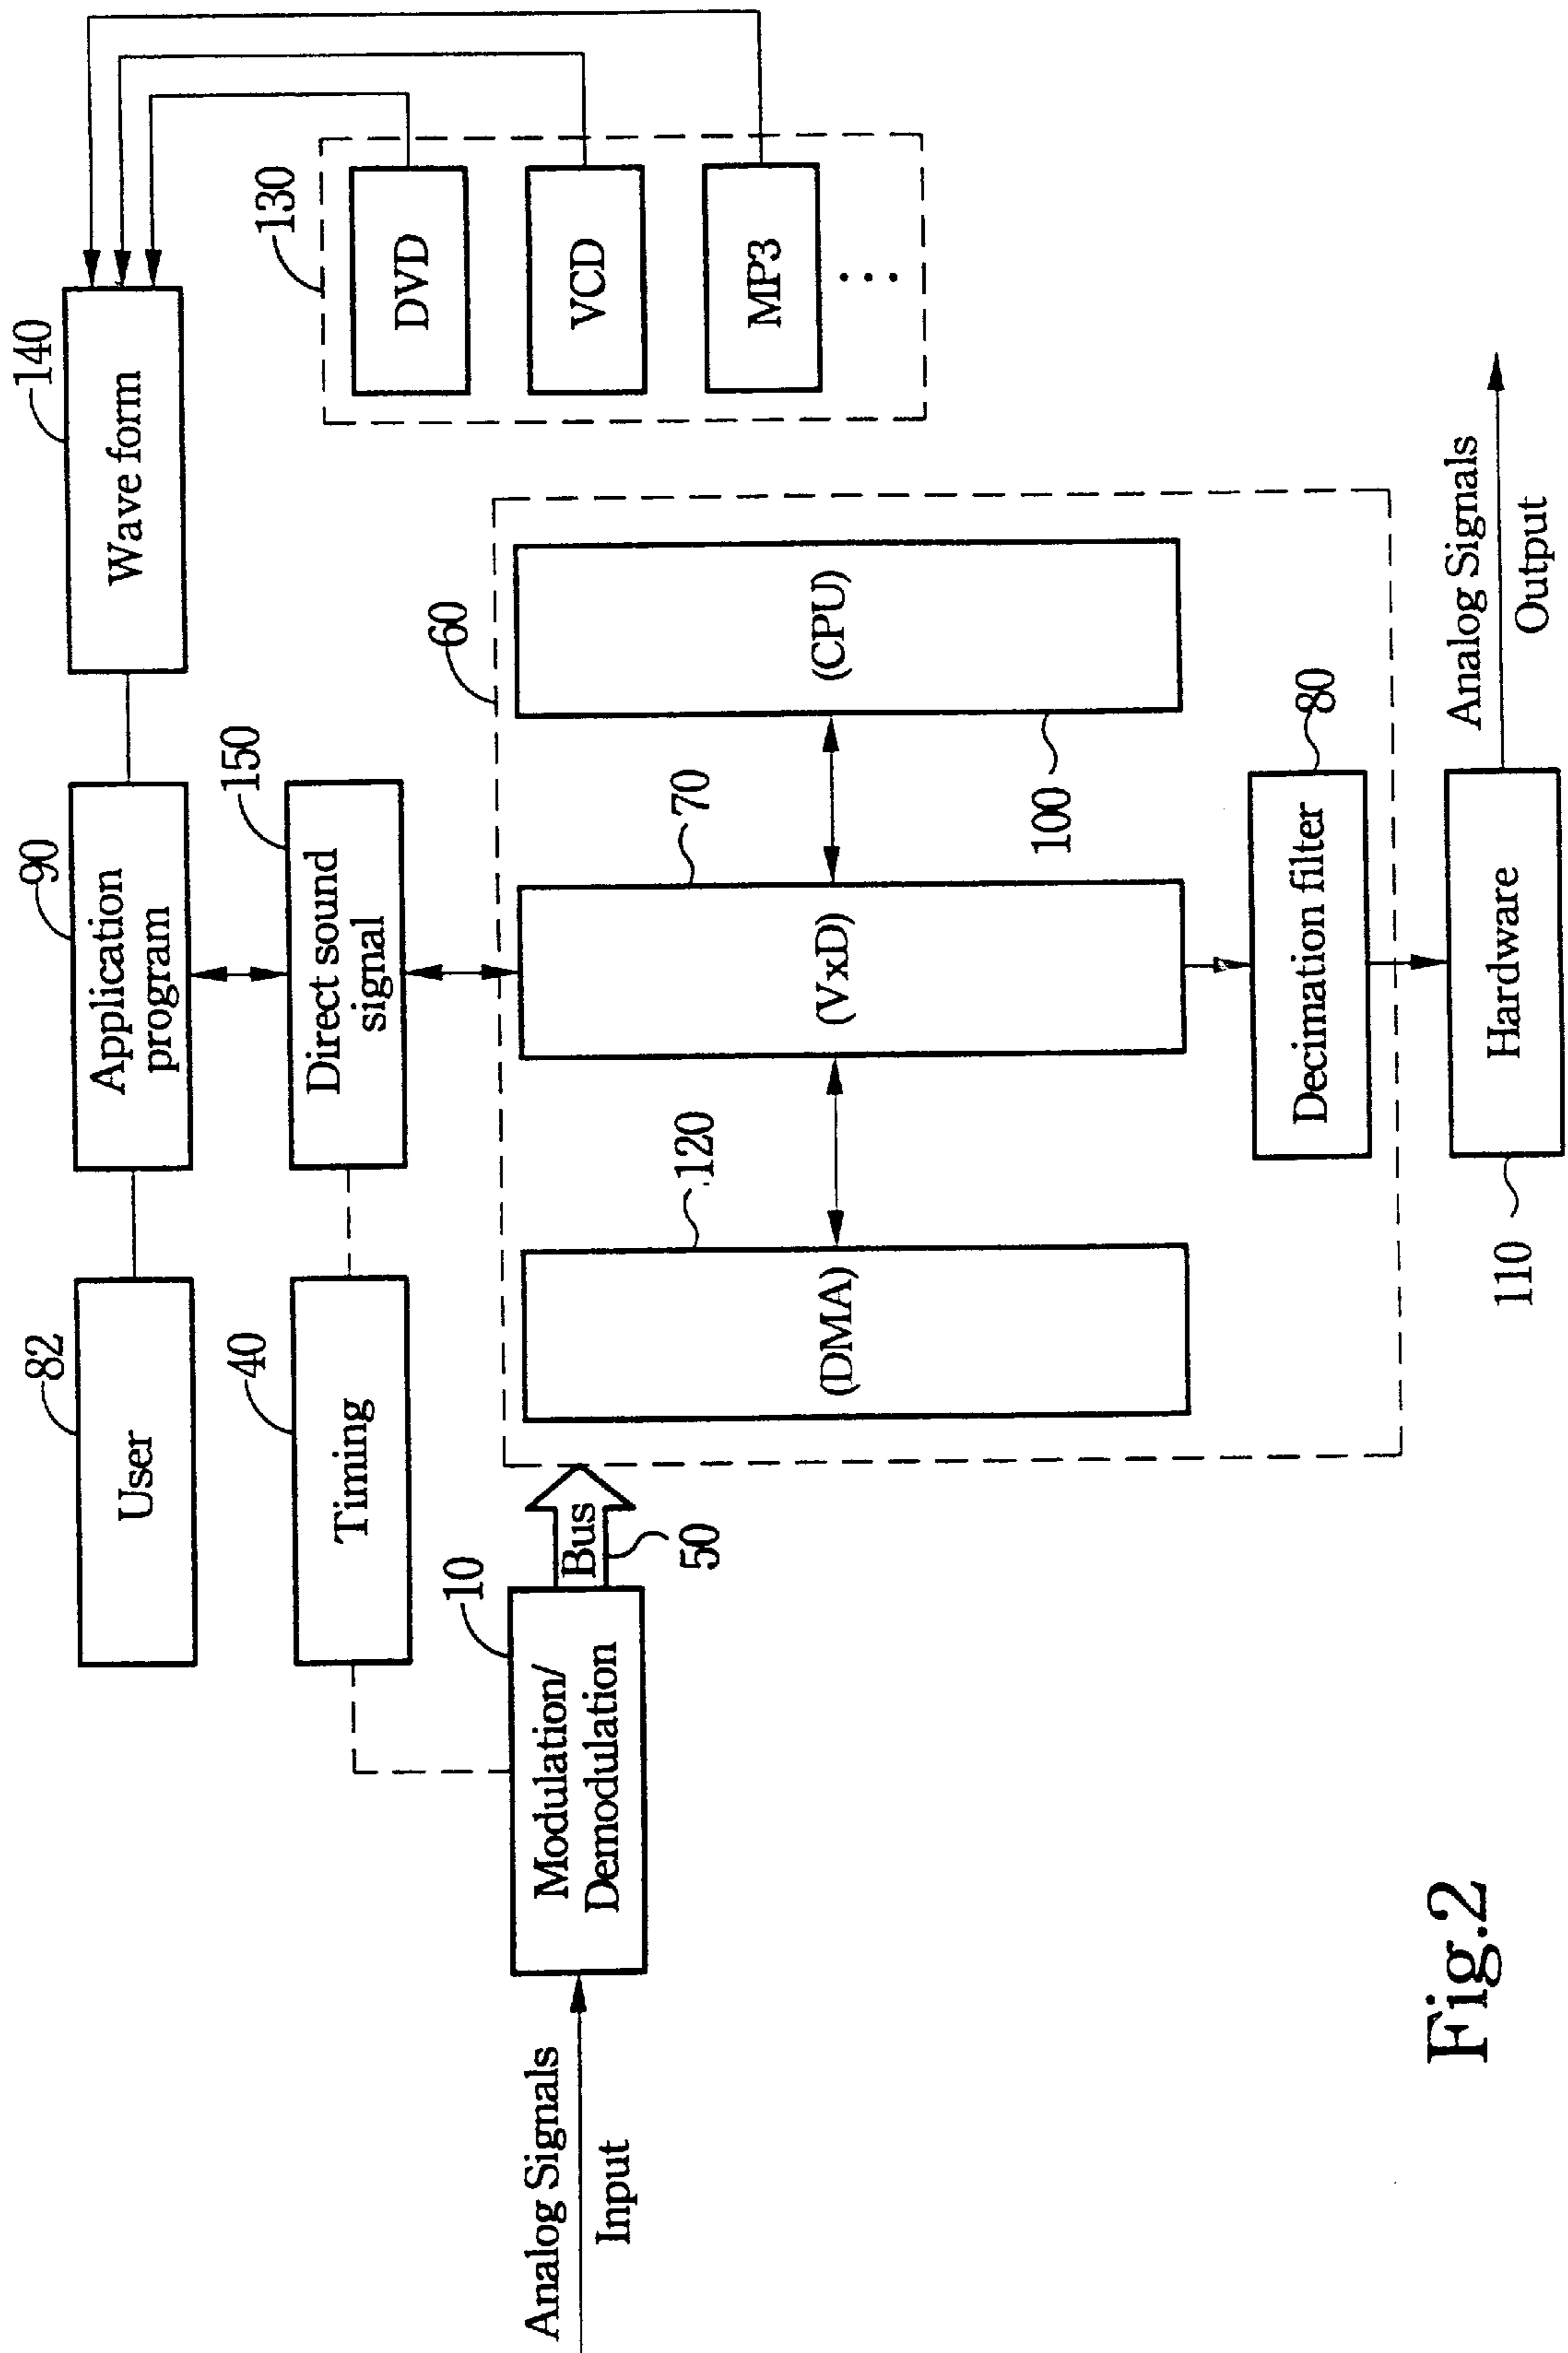 82
User
90
Application
program
140
Wave form
40
Timing
150
Direct sound
signal
130
DVD
VCD
MP3
...
Analog Signals
Input
10
Modulation/
Demodulation
Bus
50
60
120
(DMA)
70
(VxD)
100
(CPU)
80
Decimation filter
110
Hardware
Analog Signals
Output
Fig.2